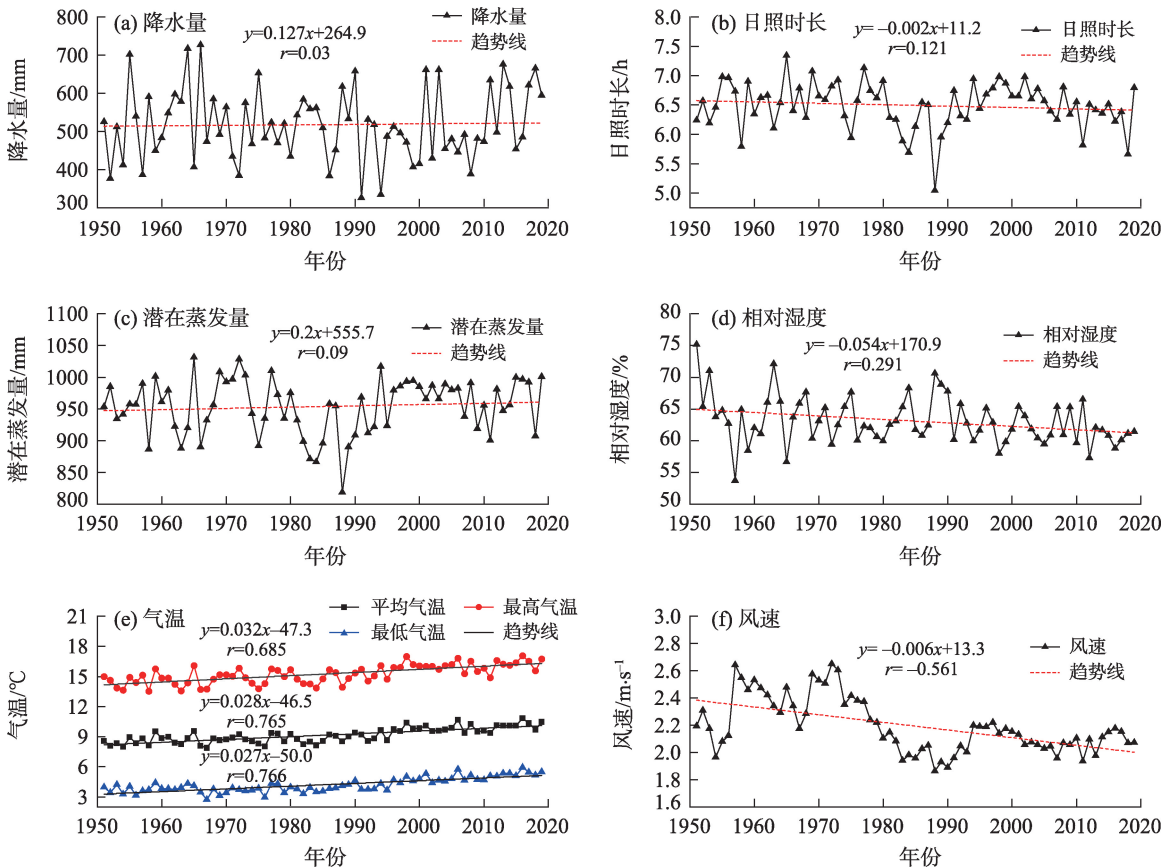 (a) 降水量
y=0.127x+264.9
r=0.03
降水量
趋势线
降水量/mm
800
700
600
500
400
300
1950 1960 1970 1980 1990 2000 2010 2020
年份
(b) 日照时长
y= −0.002x+11.2
r=0.121
日照时长
趋势线
日照时长/h
8.0
7.5
7.0
6.5
6.0
5.5
5.0
1950 1960 1970 1980 1990 2000 2010 2020
年份
(c) 潜在蒸发量
y=0.2x+555.7
r=0.09
潜在蒸发量
趋势线
潜在蒸发量/mm
1100
1050
1000
950
900
850
800
1950 1960 1970 1980 1990 2000 2010 2020
年份
(d) 相对湿度
y= −0.054x+170.9
r=0.291
相对湿度
趋势线
相对湿度/%
80
75
70
65
60
55
50
1950 1960 1970 1980 1990 2000 2010 2020
年份
(e) 气温
平均气温
最高气温
最低气温
趋势线
y=0.032x−47.3
r=0.685
y=0.028x−46.5
r=0.765
y=0.027x−50.0
r=0.766
气温/℃
21
18
15
12
9
6
3
1950 1960 1970 1980 1990 2000 2010 2020
年份
(f) 风速
y= −0.006x+13.3
r= −0.561
风速
趋势线
风速/m·s⁻¹
3.0
2.8
2.6
2.4
2.2
2.0
1.8
1.6
1950 1960 1970 1980 1990 2000 2010 2020
年份